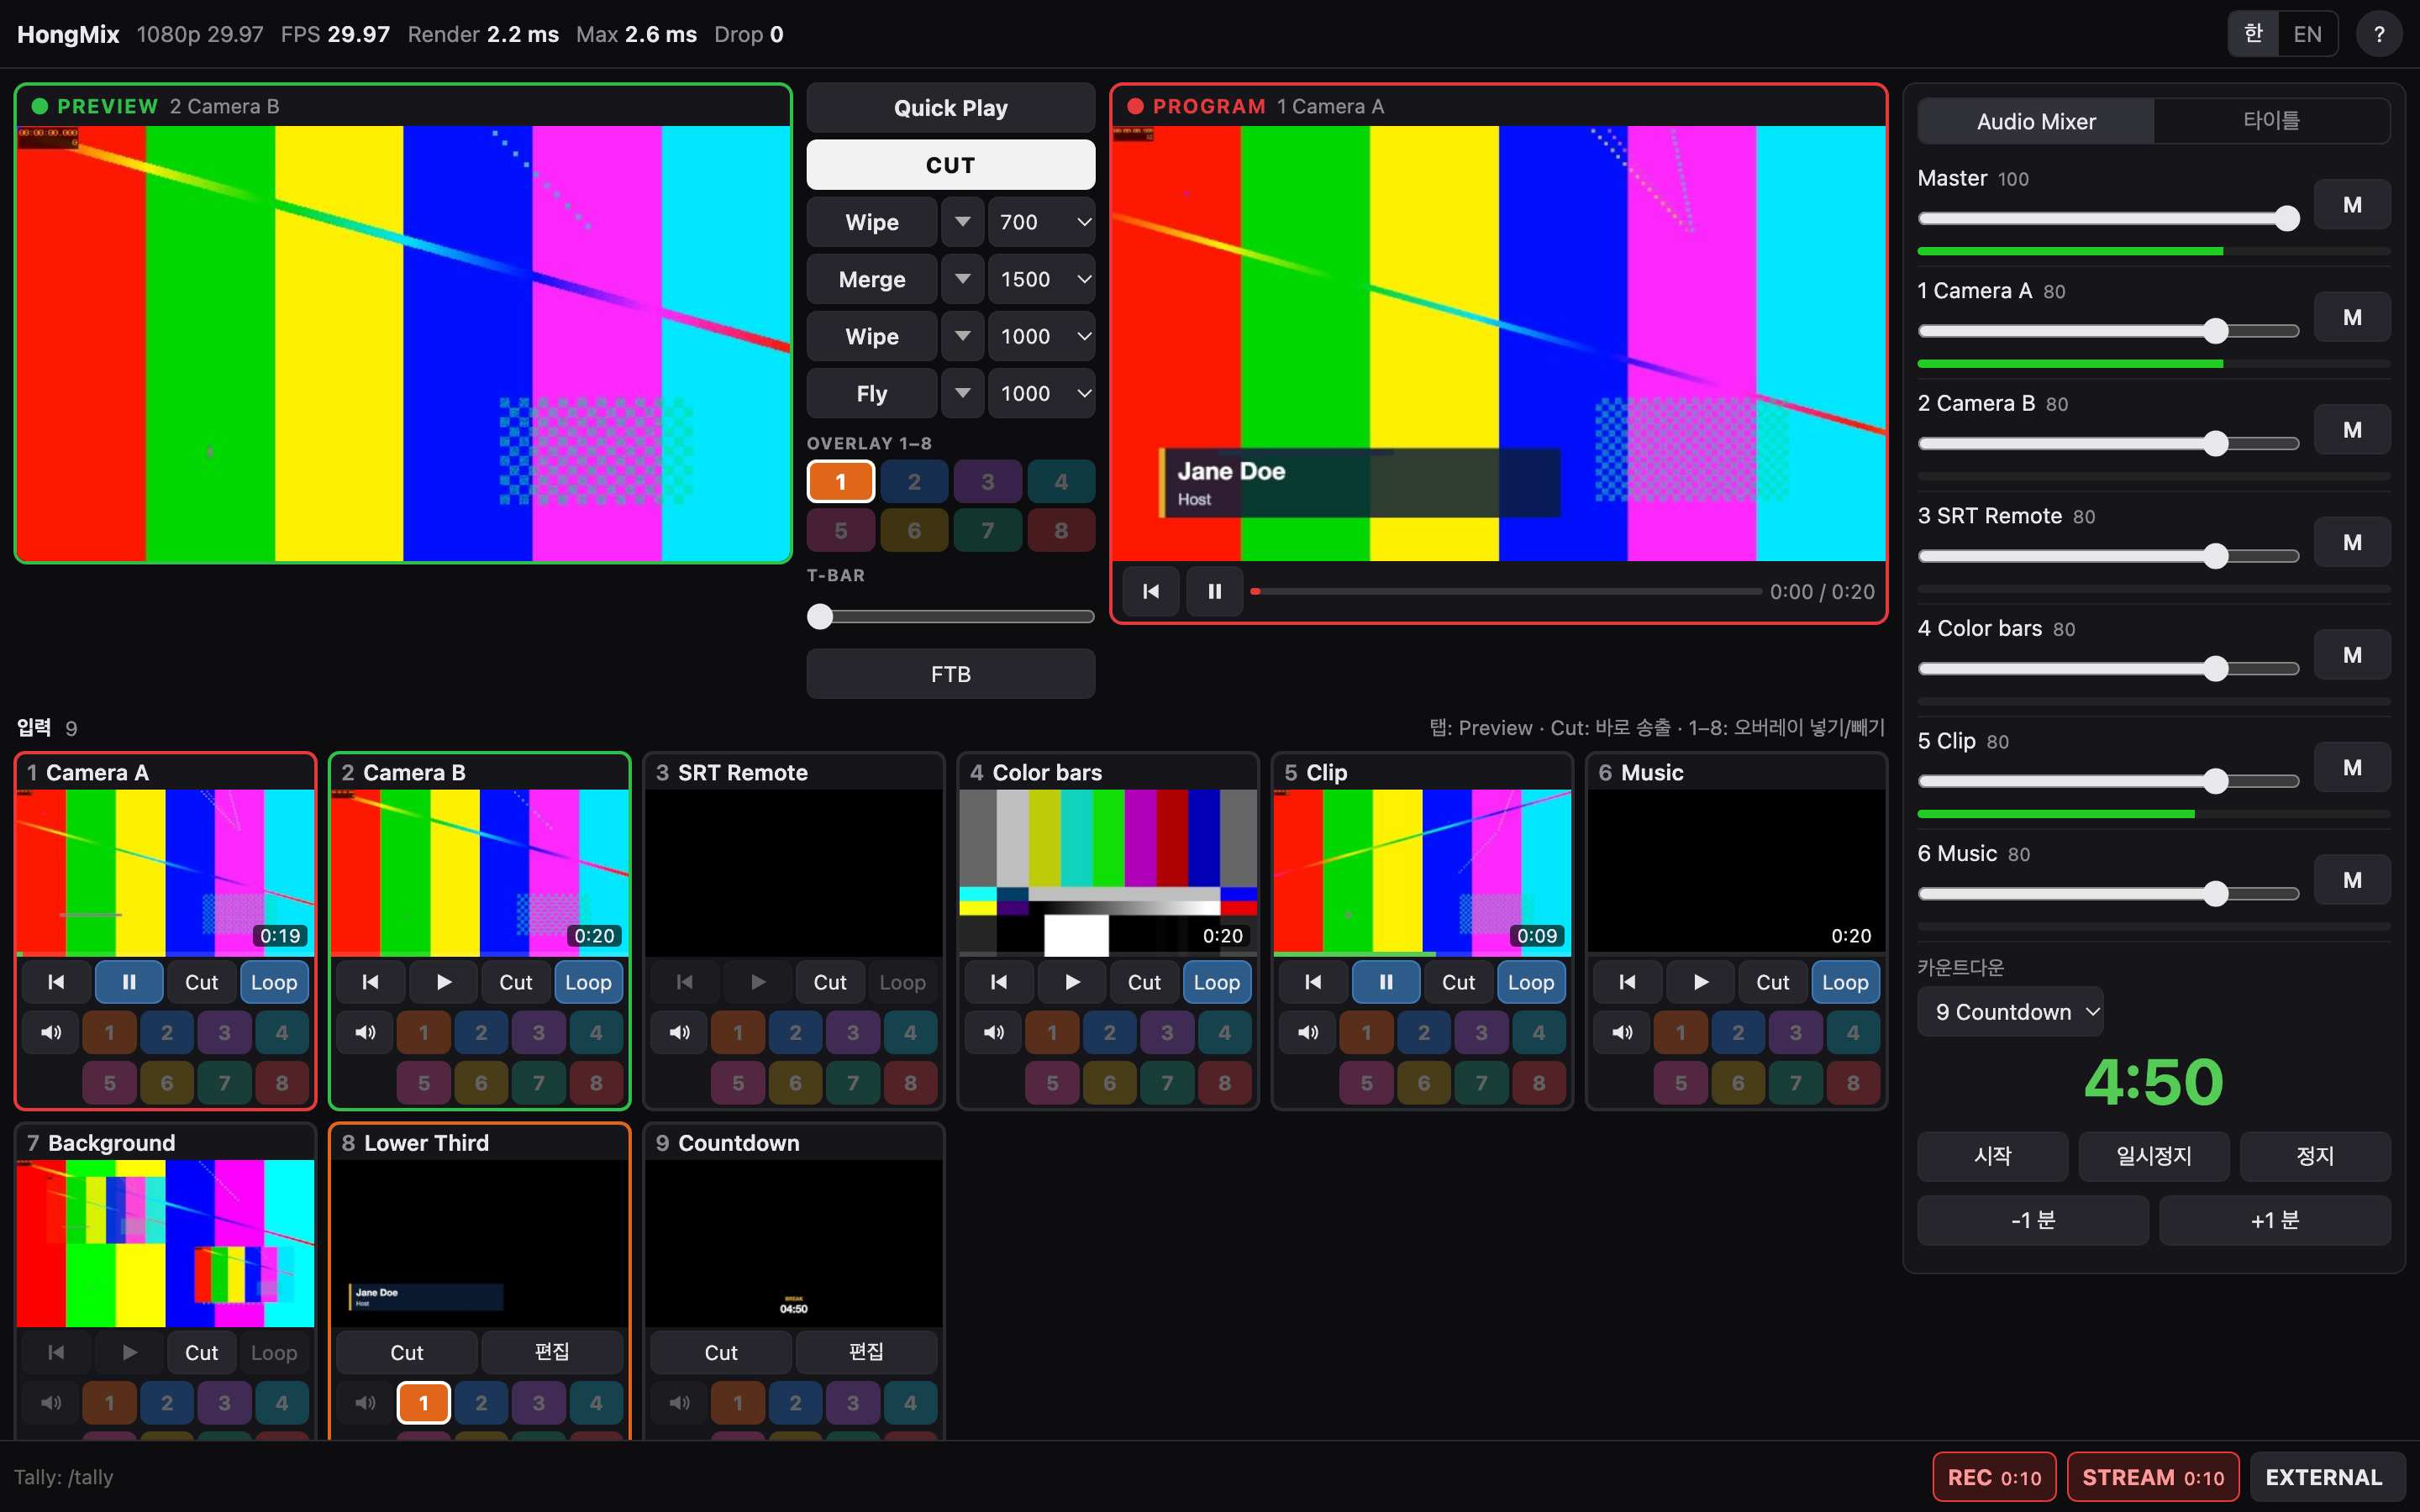 HongMix 1080p 29.97 FPS 29.97 Render 2.2 ms Max 2.6 ms Drop 0 한 EN ?
PREVIEW 2 Camera B
Quick Play
CUT
Wipe 700
Merge 1500
Wipe 1000
Fly 1000
OVERLAY 1–8
1 2 3 4
5 6 7 8
T-BAR
FTB
PROGRAM 1 Camera A
Jane Doe
Host
0:00 / 0:20
Audio Mixer 타이틀
Master 100 M
1 Camera A 80 M
2 Camera B 80 M
3 SRT Remote 80 M
4 Color bars 80 M
5 Clip 80 M
6 Music 80 M
카운트다운
9 Countdown
4:50
시작 일시정지 정지
-1 분 +1 분
입력 9 탭: Preview · Cut: 바로 송출 · 1–8: 오버레이 넣기/빼기
1 Camera A
0:19
Cut Loop
1 2 3 4
5 6 7 8
2 Camera B
0:20
Cut Loop
1 2 3 4
5 6 7 8
3 SRT Remote
Cut Loop
1 2 3 4
5 6 7 8
4 Color bars
0:20
Cut Loop
1 2 3 4
5 6 7 8
5 Clip
0:09
Cut Loop
1 2 3 4
5 6 7 8
6 Music
0:20
Cut Loop
1 2 3 4
5 6 7 8
7 Background
Cut Loop
1 2 3 4
8 Lower Third
Jane Doe
Host
Cut 편집
1 2 3 4
9 Countdown
BREAK
04:50
Cut 편집
1 2 3 4
Tally: /tally REC 0:10 STREAM 0:10 EXTERNAL